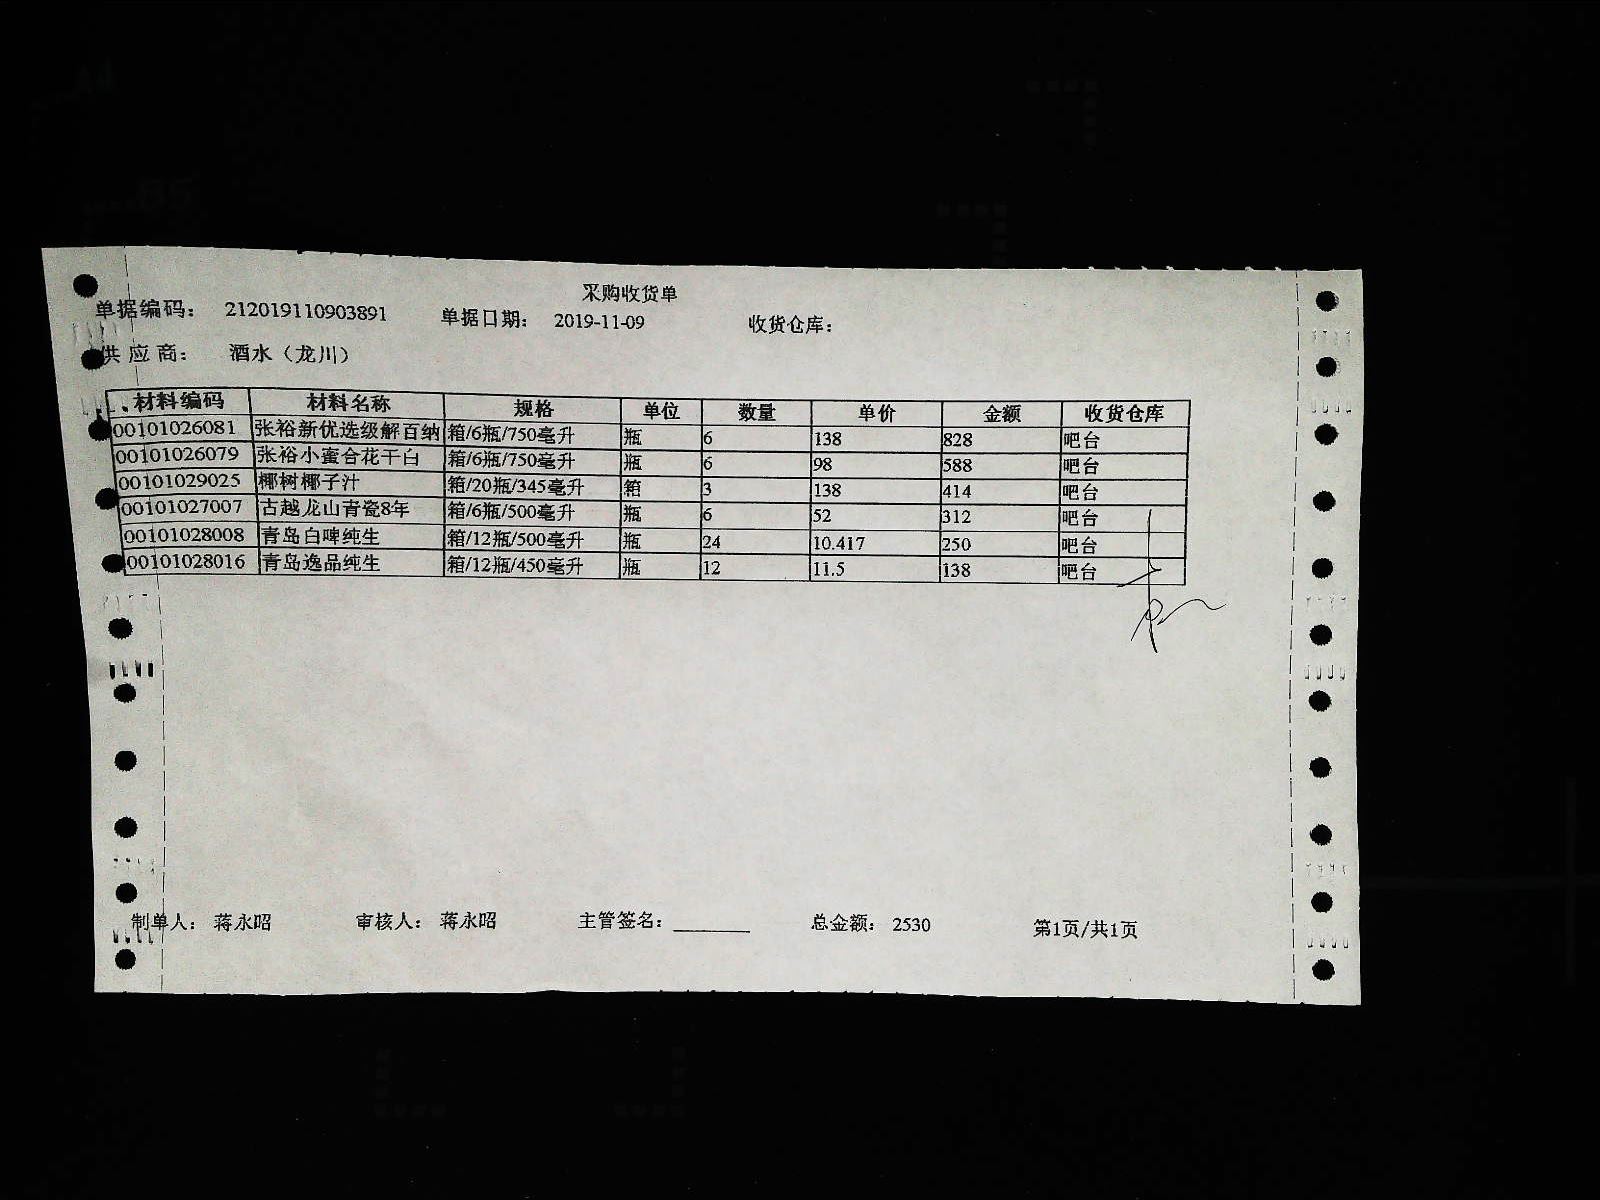 采购收货单
单据编码: 212019110903891 单据日期: 2019-11-09 收货仓库:
供应商: 酒水（龙川）
材料编码 材料名称 规格 单位 数量 单价 金额 收货仓库
00101026081 张裕新优选级解百纳 箱/6瓶/750毫升 瓶 6 138 828 吧台
00101026079 张裕小蜜合花干白 箱/6瓶/750毫升 瓶 6 98 588 吧台
00101029025 椰树椰子汁 箱/20瓶/345毫升 箱 3 138 414 吧台
00101027007 古越龙山青瓷8年 箱/6瓶/500毫升 瓶 6 52 312 吧台
00101028008 青岛白啤纯生 箱/12瓶/500毫升 瓶 24 10.417 250 吧台
00101028016 青岛逸品纯生 箱/12瓶/450毫升 瓶 12 11.5 138 吧台
制单人: 蒋永昭 审核人: 蒋永昭 主管签名: 总金额: 2530 第1页/共1页